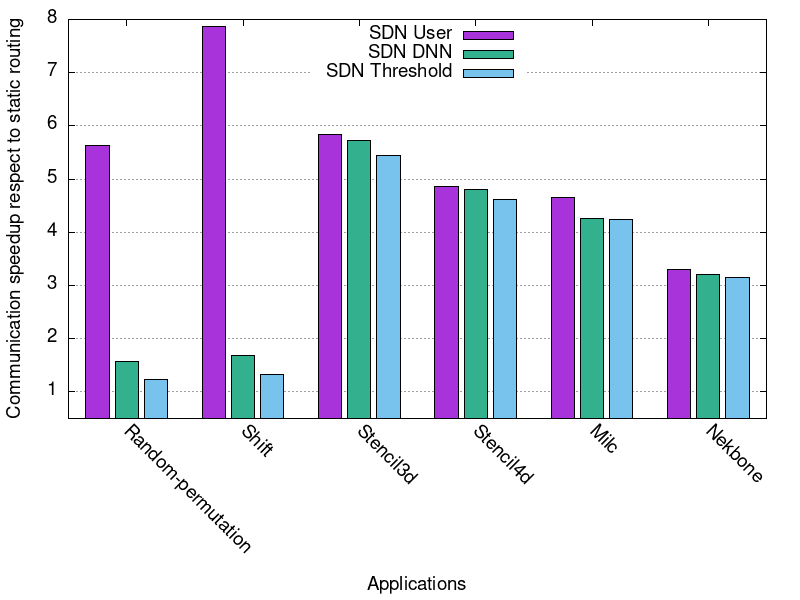 Communication speedup respect to static routing
8
7
6
5
4
3
2
1
SDN User
SDN DNN
SDN Threshold
Random-permutation
Shift
Stencil3d
Stencil4d
Milc
Nekbone
Applications